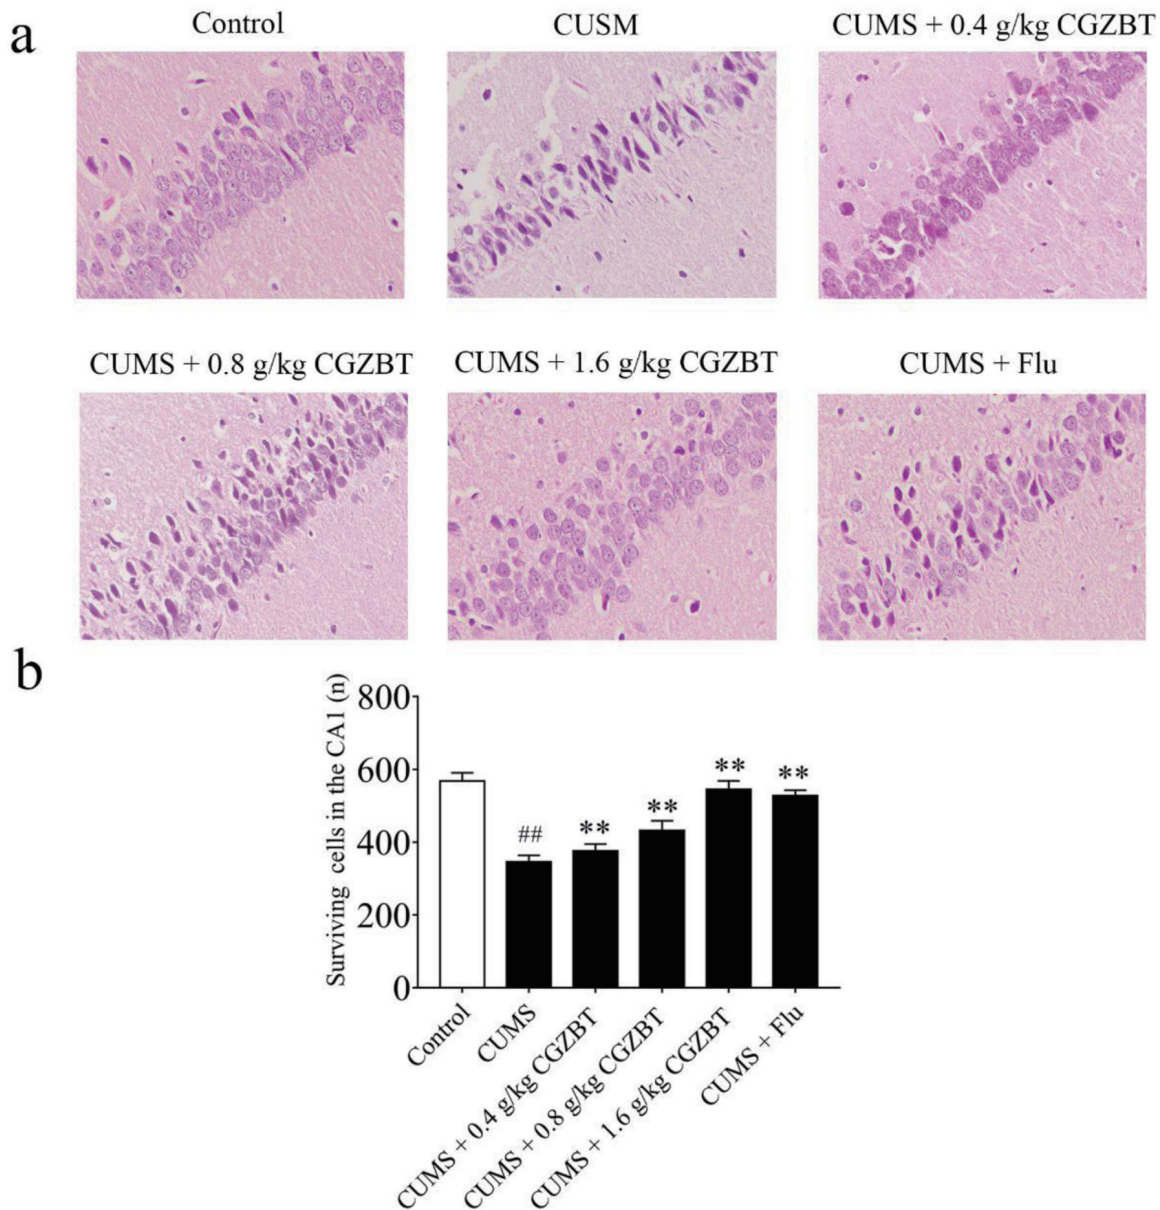 a
Control
CUSM
CUMS + 0.4 g/kg CGZBT
CUMS + 0.8 g/kg CGZBT
CUMS + 1.6 g/kg CGZBT
CUMS + Flu
b
Surviving cells in the CA1 (n)
800
600
400
200
0
##
**
**
**
**
Control
CUMS
CUMS + 0.4 g/kg CGZBT
CUMS + 0.8 g/kg CGZBT
CUMS + 1.6 g/kg CGZBT
CUMS + Flu